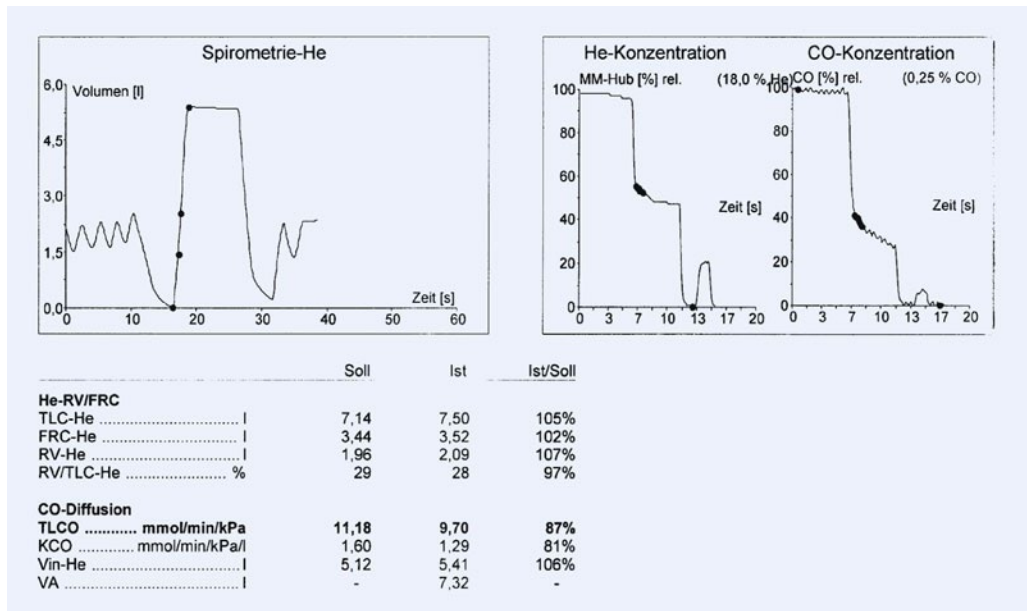 Spirometrie-He
Volumen [l]
6,0
4,5
3,0
1,5
0,0
Zeit [s]
0 10 20 30 40 50 60
He-Konzentration
MM-Hub [%] rel. (18,0 % He)
100
80
60
40
20
0
Zeit [s]
0 3 7 10 13 17 20
CO-Konzentration
CO [%] rel. (0,25 % CO)
100
80
60
40
20
0
Zeit [s]
0 3 7 10 13 17 20
Soll Ist Ist/Soll
He-RV/FRC
TLC-He .............................. l 7,14 7,50 105%
FRC-He ............................. l 3,44 3,52 102%
RV-He ................................ l 1,96 2,09 107%
RV/TLC-He ...................... % 29 28 97%
CO-Diffusion
TLCO ............ mmol/min/kPa 11,18 9,70 87%
KCO ............. mmol/min/kPa/l 1,60 1,29 81%
Vin-He ............................... l 5,12 5,41 106%
VA ...................................... l - 7,32 -